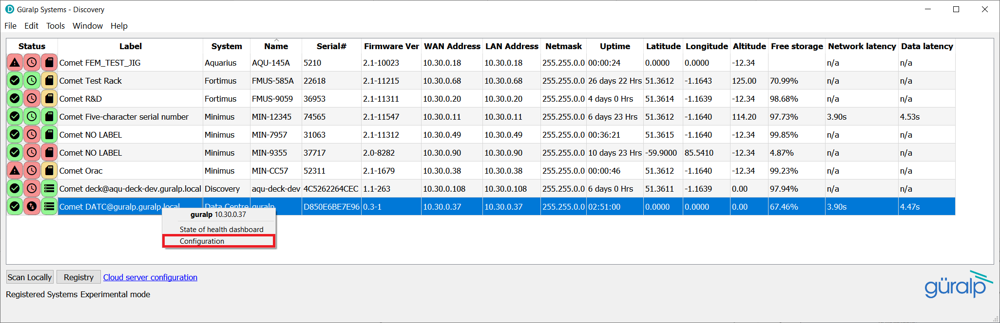 Güralp Systems - Discovery
File Edit Tools Window Help
Status Label System Name Serial# Firmware Ver WAN Address LAN Address Netmask Uptime Latitude Longitude Altitude Free storage Network latency Data latency
Comet FEM_TEST_JIG Aquarius AQU-145A 5210 2.1-10023 10.30.0.18 10.30.0.18 255.255.0.0 00:00:24 0.0000 0.0000 -12.34 n/a n/a
Comet Test Rack Fortimus FMUS-585A 22618 2.1-11215 10.30.0.68 10.30.0.68 255.255.0.0 26 days 22 Hrs 51.3612 -1.1643 125.00 70.99% n/a n/a
Comet R&D Fortimus FMUS-9059 36953 2.1-11311 10.30.0.20 10.30.0.20 255.255.0.0 4 days 0 Hrs 51.3614 -1.1639 -12.34 98.68% n/a n/a
Comet Five-character serial number Minimus MIN-12345 74565 2.1-11547 10.30.0.11 10.30.0.11 255.255.0.0 6 days 23 Hrs 51.3612 -1.1640 114.20 97.73% 3.90s 4.53s
Comet NO LABEL Minimus MIN-7957 31063 2.1-11312 10.30.0.49 10.30.0.49 255.255.0.0 00:36:21 51.3615 -1.1640 -12.34 99.85% n/a n/a
Comet NO LABEL Minimus MIN-9355 37717 2.0-8282 10.30.0.90 10.30.0.90 255.255.0.0 10 days 23 Hrs -59.9000 85.5410 -12.34 4.87% n/a n/a
Comet Orac Minimus MIN-CC57 52311 2.1-1679 10.30.0.38 10.30.0.38 255.255.0.0 00:00:46 51.3612 -1.1640 -12.34 99.23% n/a n/a
Comet deck@aqu-deck-dev.guralp.local Discovery aqu-deck-dev 4C5262264CEC 1.1-263 10.30.0.108 10.30.0.108 255.255.0.0 6 days 0 Hrs 51.3611 -1.1639 0.00 97.94% n/a n/a
Comet DATC@guralp.guralp.local Data Centre guralp D850E6BE7E96 0.3-1 10.30.0.37 10.30.0.37 255.255.0.0 02:51:00 0.0000 0.0000 0.00 67.46% 3.90s 4.47s
guralp 10.30.0.37
State of health dashboard
Configuration
Scan Locally Registry Cloud server configuration
Registered Systems Experimental mode
güralp